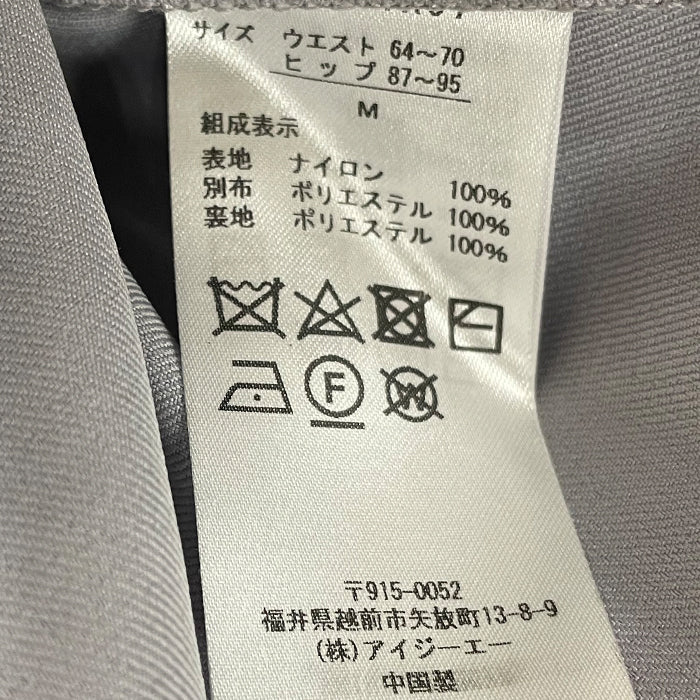 サイズ ウエスト 64～70
ヒップ 87～95
M
組成表示
表地 ナイロン 100%
別布 ポリエステル 100%
裏地 ポリエステル 100%
F
W
〒915-0052
福井県越前市矢放町13-8-9
(株)アイジーエー
中国製